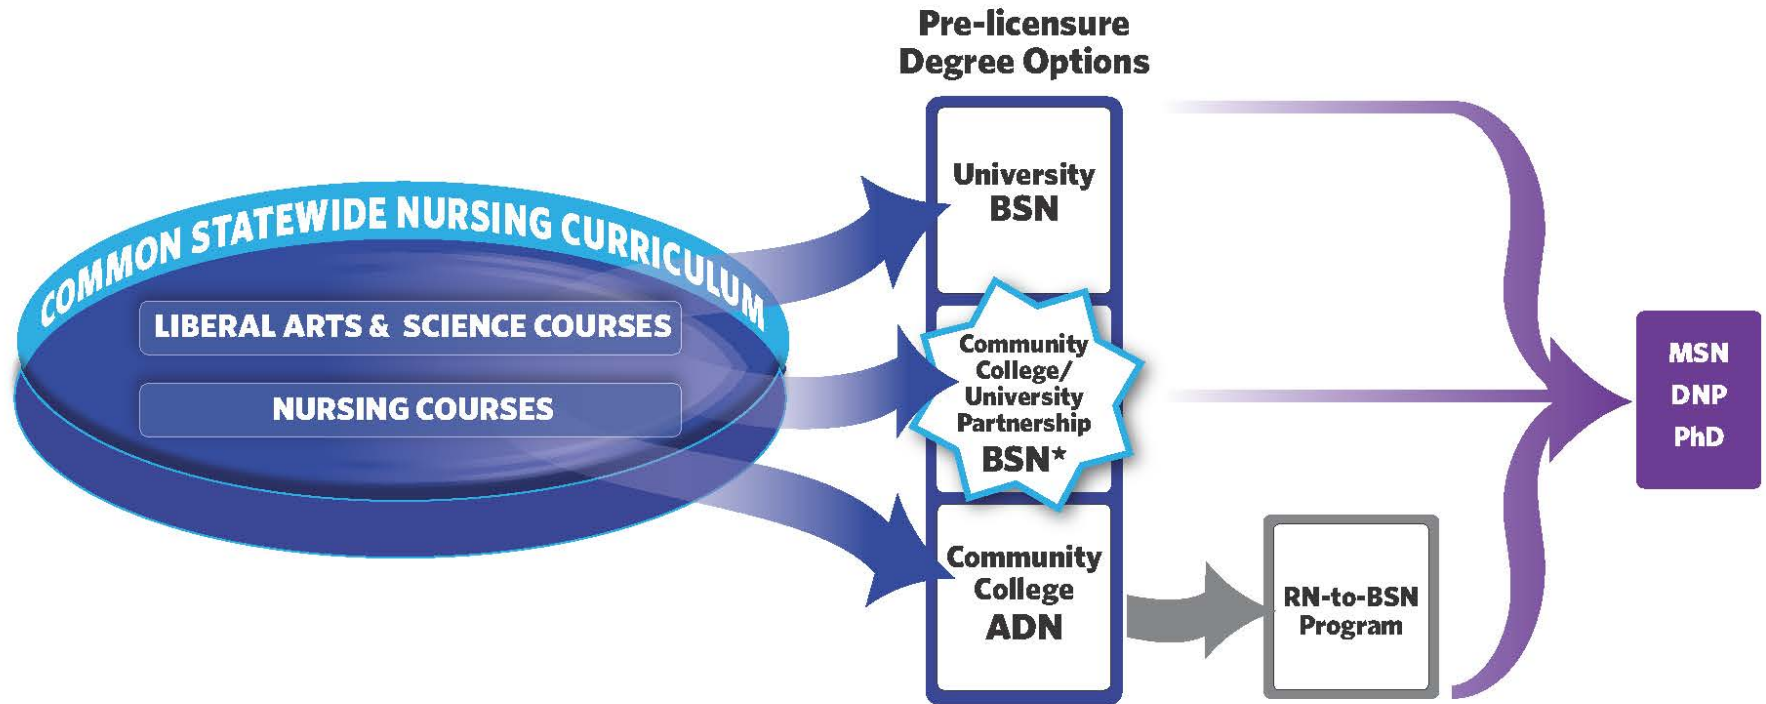 Pre-licensure
Degree Options
COMMON STATEWIDE NURSING CURRICULUM
LIBERAL ARTS & SCIENCE COURSES
NURSING COURSES
University
BSN
Community
College/
University
Partnership
BSN*
Community
College
ADN
RN-to-BSN
Program
MSN
DNP
PhD